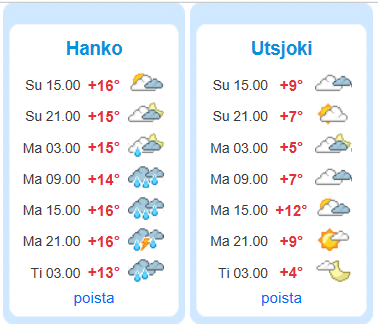 Hanko
Su 15.00 +16°
Su 21.00 +15°
Ma 03.00 +15°
Ma 09.00 +14°
Ma 15.00 +16°
Ma 21.00 +16°
Ti 03.00 +13°
poista
Utsjoki
Su 15.00 +9°
Su 21.00 +7°
Ma 03.00 +5°
Ma 09.00 +7°
Ma 15.00 +12°
Ma 21.00 +9°
Ti 03.00 +4°
poista